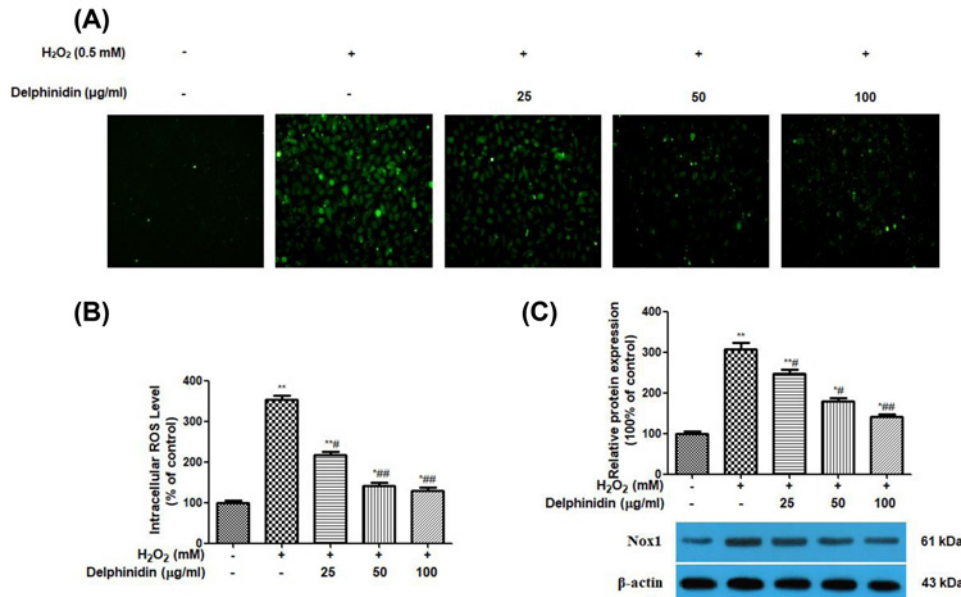 (A)
H₂O₂ (0.5 mM) - + + + +
Delphinidin (µg/ml) - - 25 50 100
(B)
Intracellular ROS Level
(% of control)
400
300
200
100
0
**
**#
*##
*##
H₂O₂ (mM) - + + + +
Delphinidin (µg/ml) - - 25 50 100
(C)
Relative protein expression
(100% of control)
400
300
200
100
0
**
**#
*#
*##
H₂O₂ (mM) - + + + +
Delphinidin (µg/ml) - - 25 50 100
Nox1 61 kDa
β-actin 43 kDa